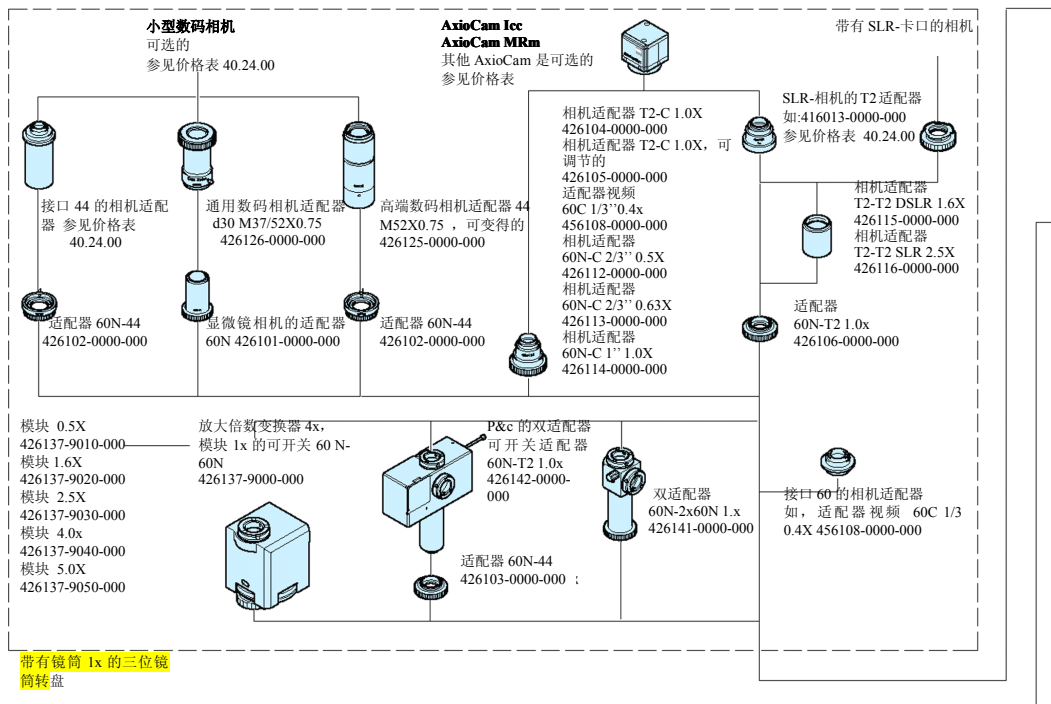 小型数码相机
可选的
参见价格表 40.24.00
AxioCam Icc
AxioCam MRm
其他 AxioCam 是可选的
参见价格表
带有 SLR-卡口的相机
相机适配器 T2-C 1.0X
426104-0000-000
相机适配器 T2-C 1.0X，可
调节的
426105-0000-000
适配器视频
60C 1/3’’0.4x
456108-0000-000
相机适配器
60N-C 2/3’’ 0.5X
426112-0000-000
相机适配器
60N-C 2/3’’ 0.63X
426113-0000-000
相机适配器
60N-C 1’’ 1.0X
426114-0000-000
SLR-相机的 T2 适配器
如:416013-0000-000
参见价格表 40.24.00
接口 44 的相机适配
器 参见价格表
40.24.00
通用数码相机适配器
d30 M37/52X0.75
426126-0000-000
高端数码相机适配器 44
M52X0.75 ，可变得的
426125-0000-000
相机适配器
T2-T2 DSLR 1.6X
426115-0000-000
相机适配器
T2-T2 SLR 2.5X
426116-0000-000
适配器 60N-44
426102-0000-000
显微镜相机的适配器
60N 426101-0000-000
适配器 60N-44
426102-0000-000
适配器
60N-T2 1.0x
426106-0000-000
模块 0.5X
426137-9010-000
模块 1.6X
426137-9020-000
模块 2.5X
426137-9030-000
模块 4.0x
426137-9040-000
模块 5.0X
426137-9050-000
放大倍数变换器 4x，
模块 1x 的可开关 60 N-
60N
426137-9000-000
P&c 的双适配器
可开关适配器
60N-T2 1.0x
426142-0000-
000
适配器 60N-44
426103-0000-000 ；
双适配器
60N-2x60N 1.x
426141-0000-000
接口 60 的相机适配器
如，适配器视频 60C 1/3
0.4X 456108-0000-000
带有镜筒 1x 的三位镜
筒转盘